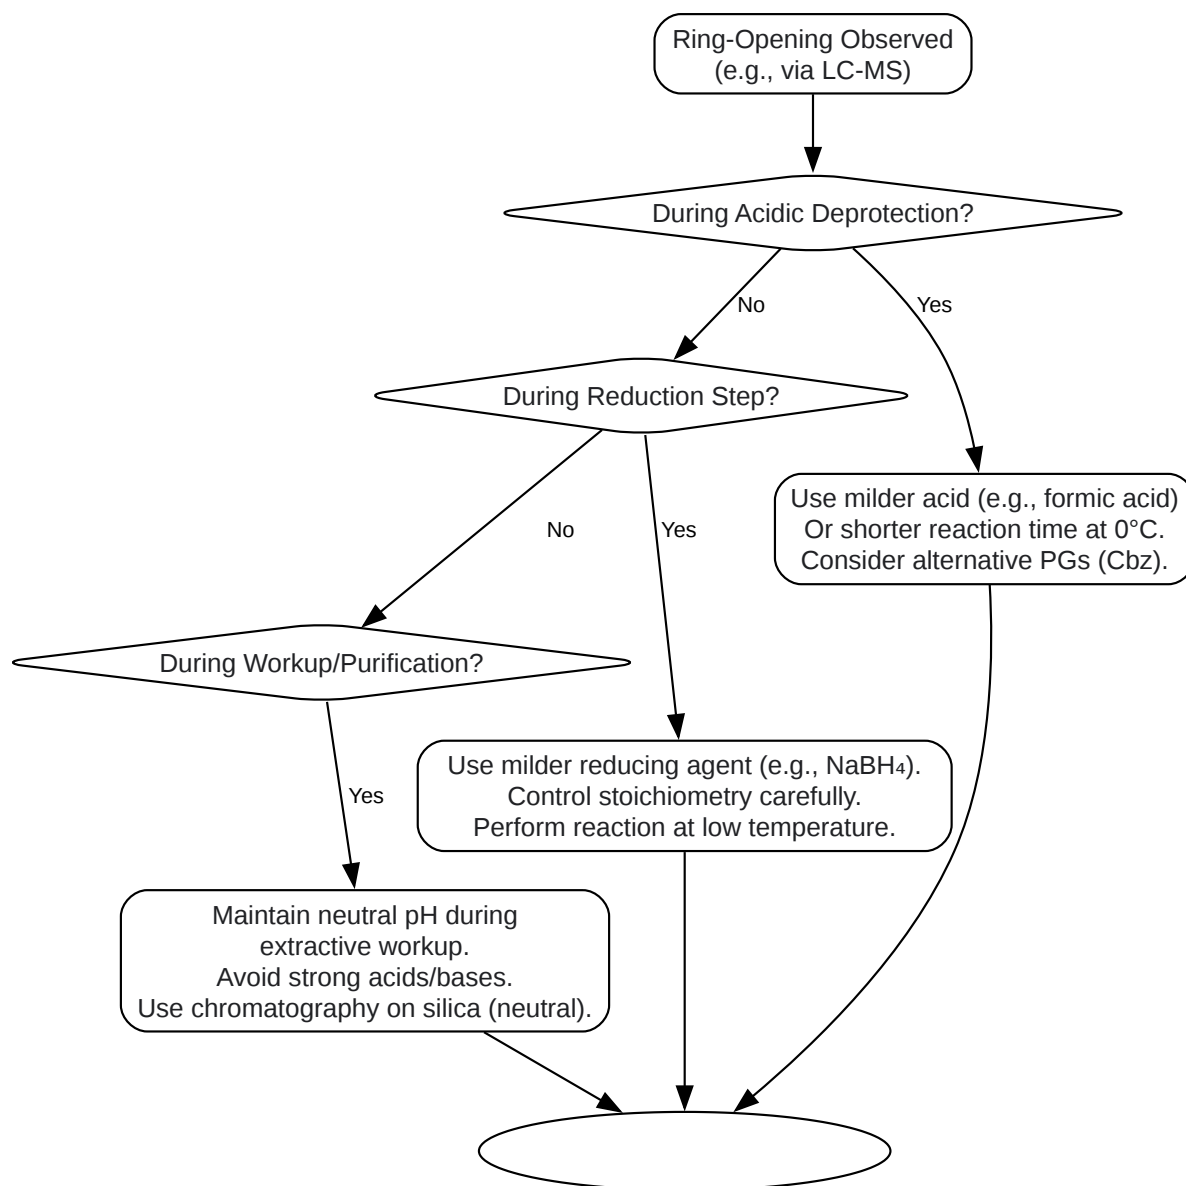 Ring-Opening Observed
(e.g., via LC-MS)
During Acidic Deprotection?
No
Yes
During Reduction Step?
Use milder acid (e.g., formic acid)
Or shorter reaction time at 0°C.
Consider alternative PGs (Cbz).
No
Yes
During Workup/Purification?
Use milder reducing agent (e.g., NaBH₄).
Control stoichiometry carefully.
Perform reaction at low temperature.
Yes
Maintain neutral pH during
extractive workup.
Avoid strong acids/bases.
Use chromatography on silica (neutral).